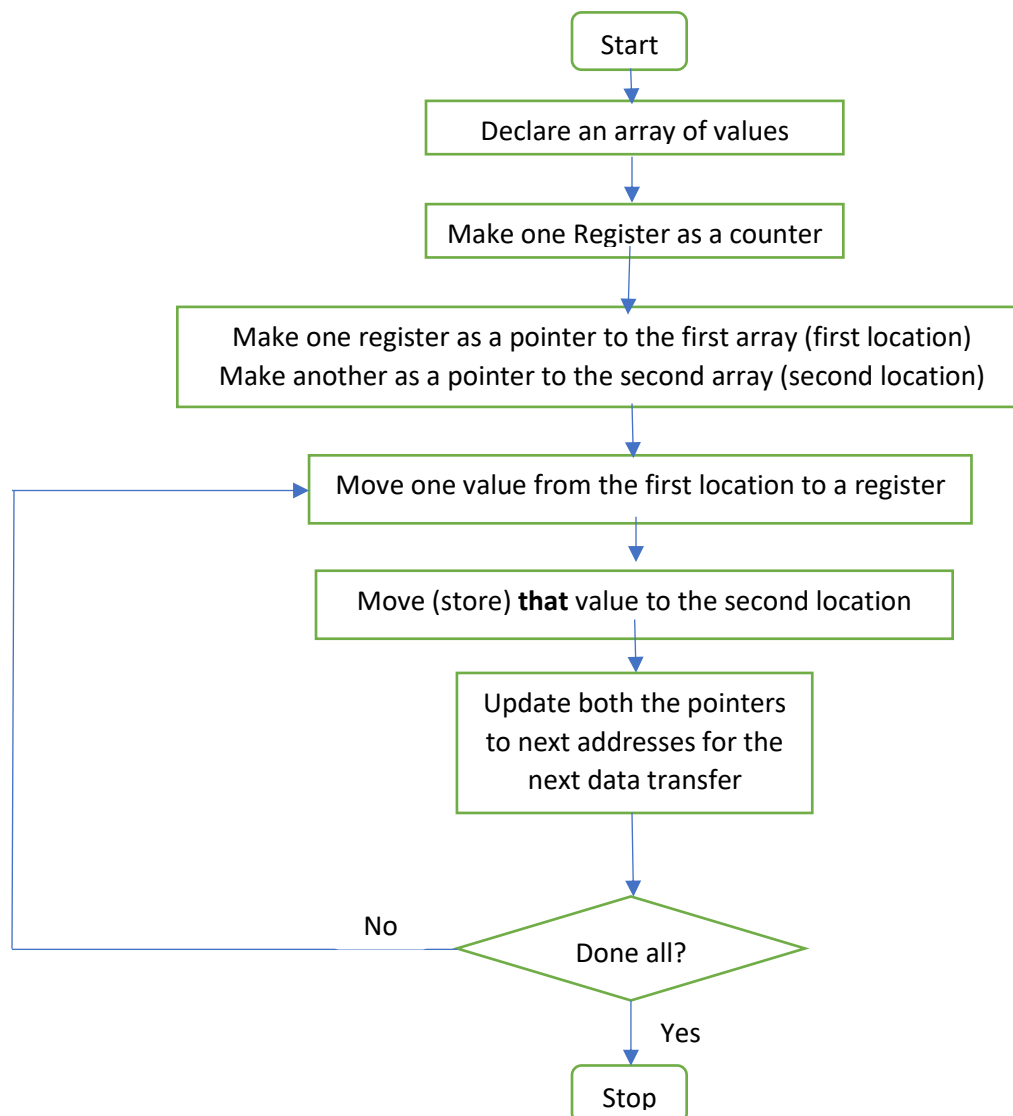 Start
Declare an array of values
Make one Register as a counter
Make one register as a pointer to the first array (first location)
Make another as a pointer to the second array (second location)
Move one value from the first location to a register
Move (store) that value to the second location
Update both the pointers
to next addresses for the
next data transfer
No
Done all?
Yes
Stop